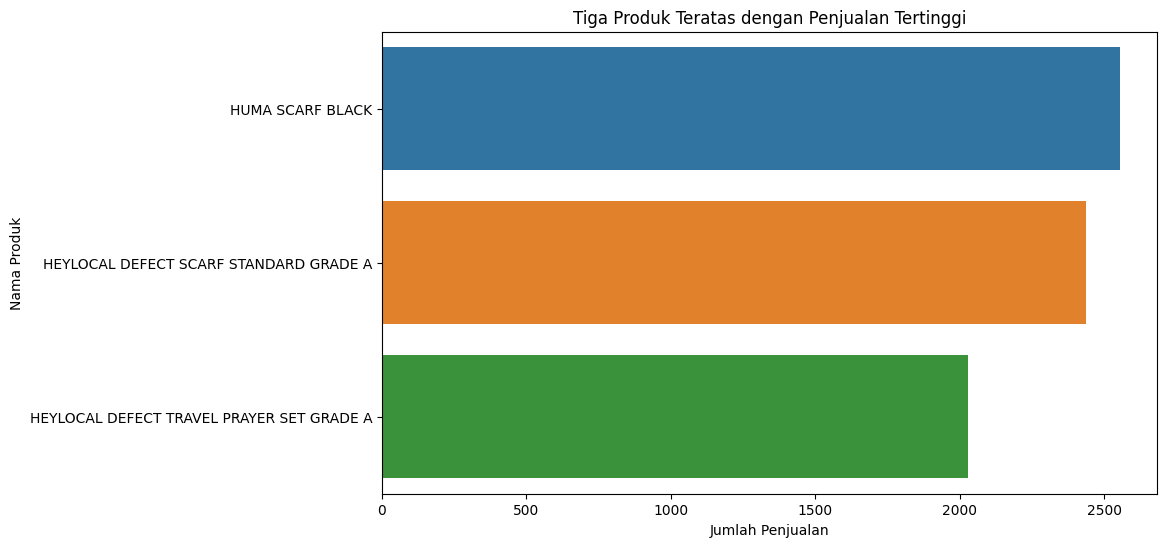 Tiga Produk Teratas dengan Penjualan Tertinggi
Nama Produk
HUMA SCARF BLACK
HEYLOCAL DEFECT SCARF STANDARD GRADE A
HEYLOCAL DEFECT TRAVEL PRAYER SET GRADE A
0 500 1000 1500 2000 2500
Jumlah Penjualan